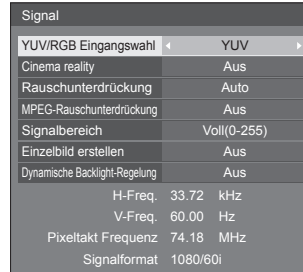 Signal
YUV/RGB Eingangswahl YUV
Cinema reality Aus
Rauschunterdrückung Auto
MPEG-Rauschunterdrückung Aus
Signalbereich Voll(0-255)
Einzelbild erstellen Aus
Dynamische Backlight-Regelung Aus
H-Freq. 33.72 kHz
V-Freq. 60.00 Hz
Pixeltakt Frequenz 74.18 MHz
Signalformat 1080/60i